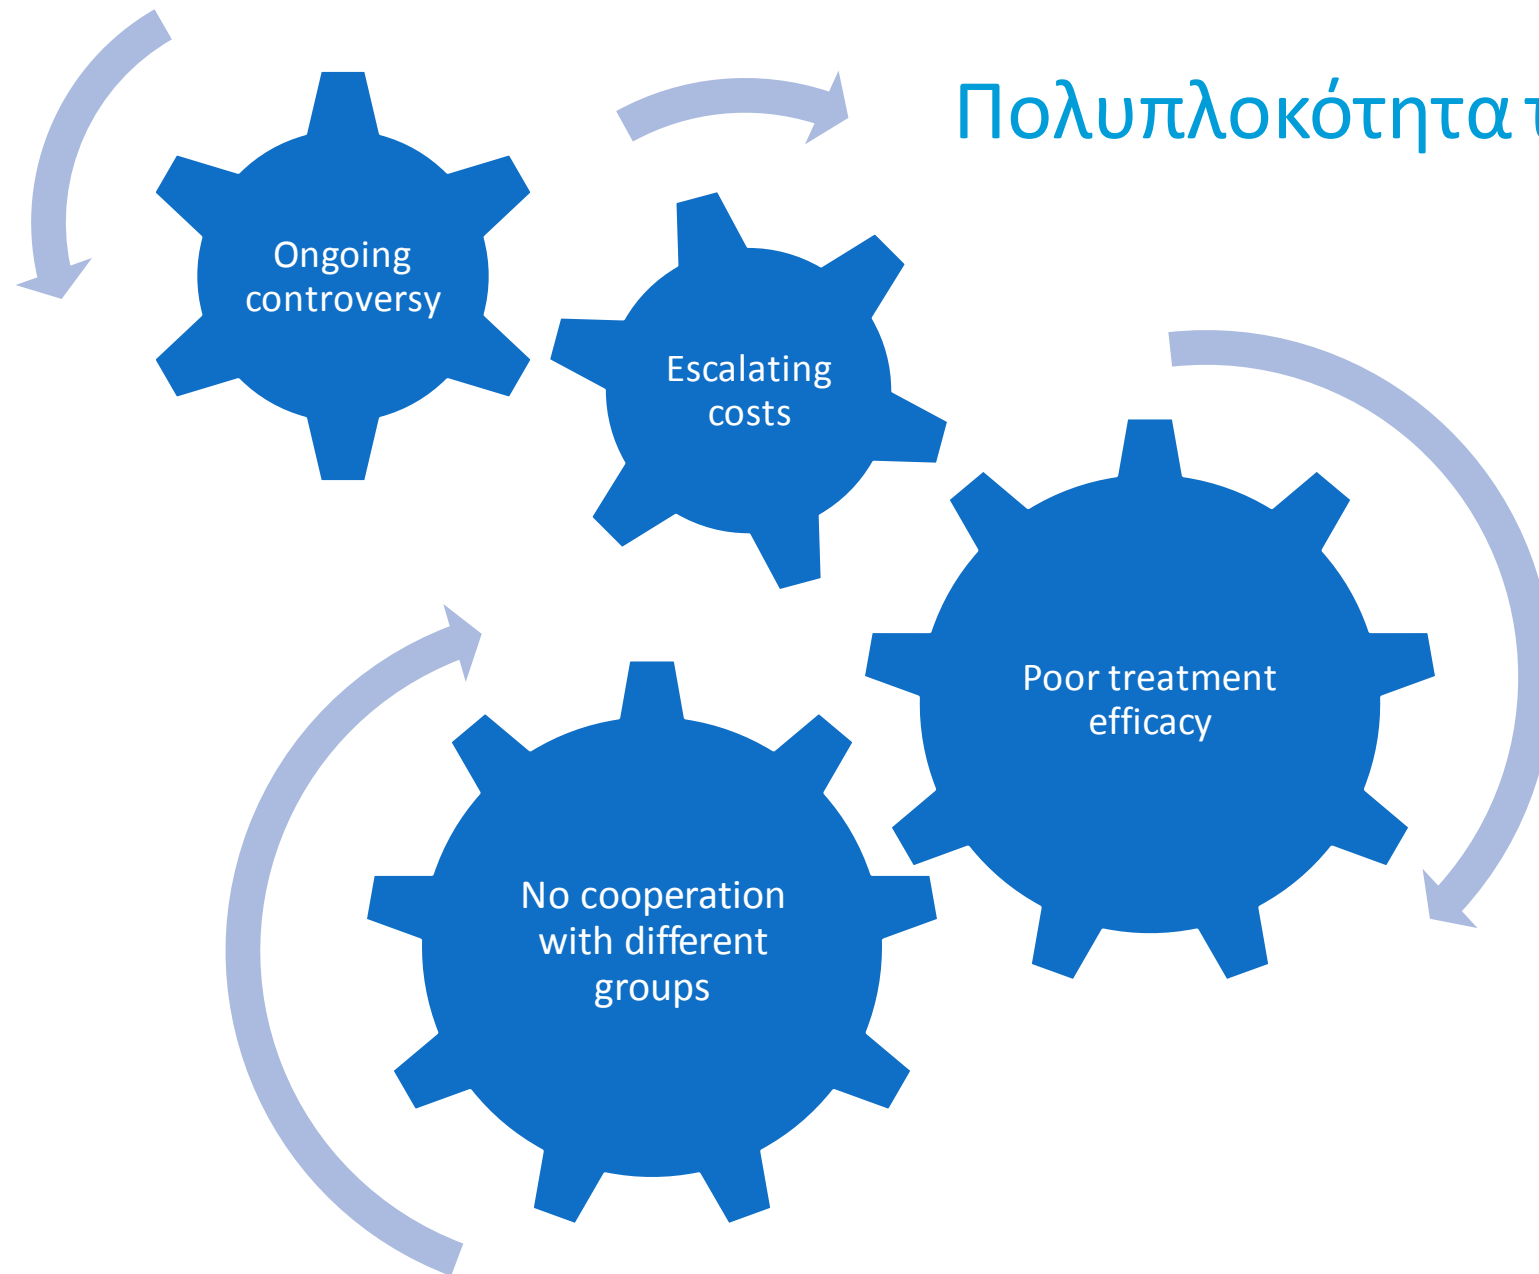 Πολυπλοκότητα
Ongoing
controversy
Escalating
costs
Poor treatment
efficacy
No cooperation
with different
groups